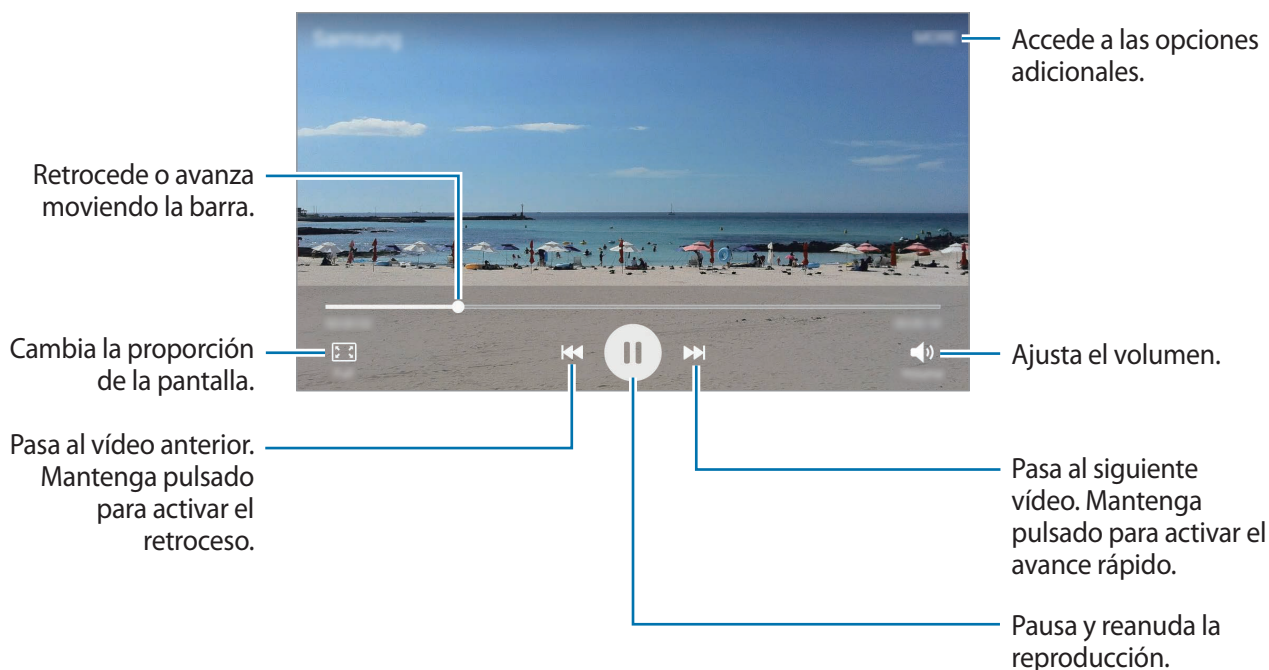 Samsung
MORE
Accede a las opciones
adicionales.
Retrocede o avanza
moviendo la barra.
Cambia la proporción
de la pantalla.
Ajusta el volumen.
Pasa al vídeo anterior.
Mantenga pulsado
para activar el
retroceso.
Pasa al siguiente
vídeo. Mantenga
pulsado para activar el
avance rápido.
Pausa y reanuda la
reproducción.